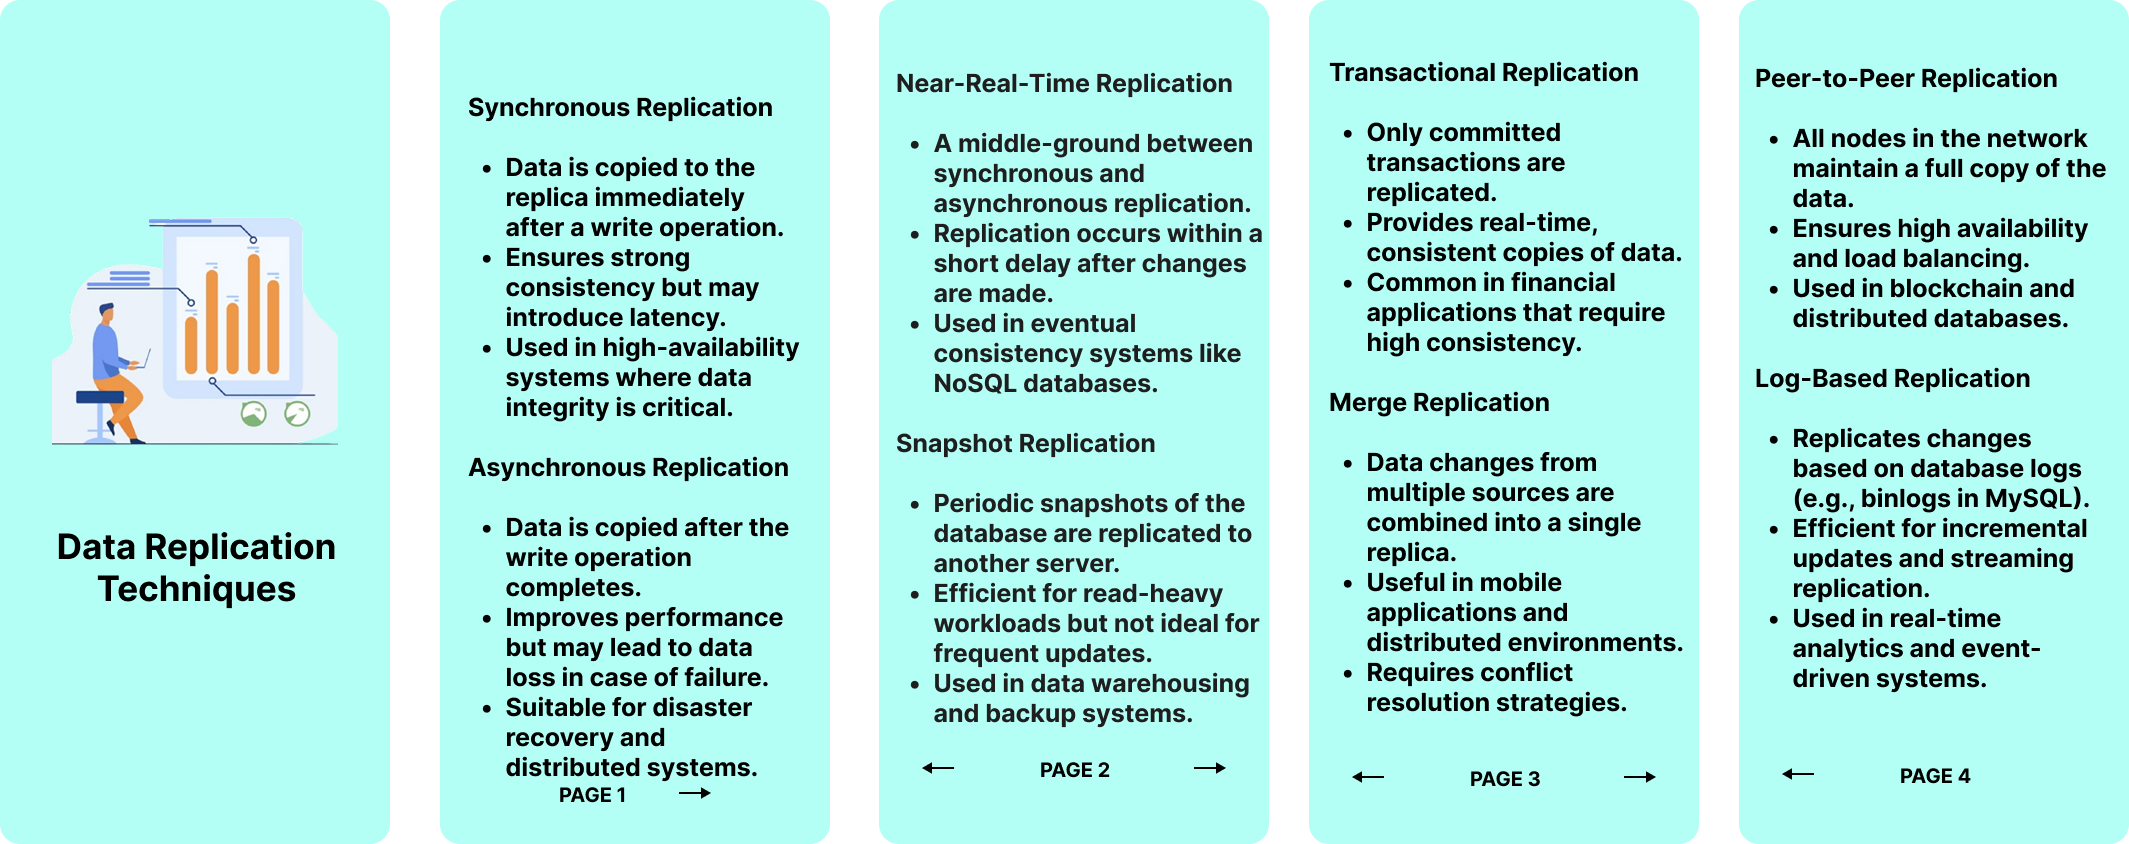 Data Replication
Techniques
Synchronous Replication
• Data is copied to the
replica immediately
after a write operation.
• Ensures strong
consistency but may
introduce latency.
• Used in high-availability
systems where data
integrity is critical.
Asynchronous Replication
• Data is copied after the
write operation
completes.
• Improves performance
but may lead to data
loss in case of failure.
• Suitable for disaster
recovery and
distributed systems.
PAGE 1
Near-Real-Time Replication
• A middle-ground between
synchronous and
asynchronous replication.
• Replication occurs within a
short delay after changes
are made.
• Used in eventual
consistency systems like
NoSQL databases.
Snapshot Replication
• Periodic snapshots of the
database are replicated to
another server.
• Efficient for read-heavy
workloads but not ideal for
frequent updates.
• Used in data warehousing
and backup systems.
PAGE 2
Transactional Replication
• Only committed
transactions are
replicated.
• Provides real-time,
consistent copies of data.
• Common in financial
applications that require
high consistency.
Merge Replication
• Data changes from
multiple sources are
combined into a single
replica.
• Useful in mobile
applications and
distributed environments.
• Requires conflict
resolution strategies.
PAGE 3
Peer-to-Peer Replication
• All nodes in the network
maintain a full copy of the
data.
• Ensures high availability
and load balancing.
• Used in blockchain and
distributed databases.
Log-Based Replication
• Replicates changes
based on database logs
(e.g., binlogs in MySQL).
• Efficient for incremental
updates and streaming
replication.
• Used in real-time
analytics and event-
driven systems.
PAGE 4